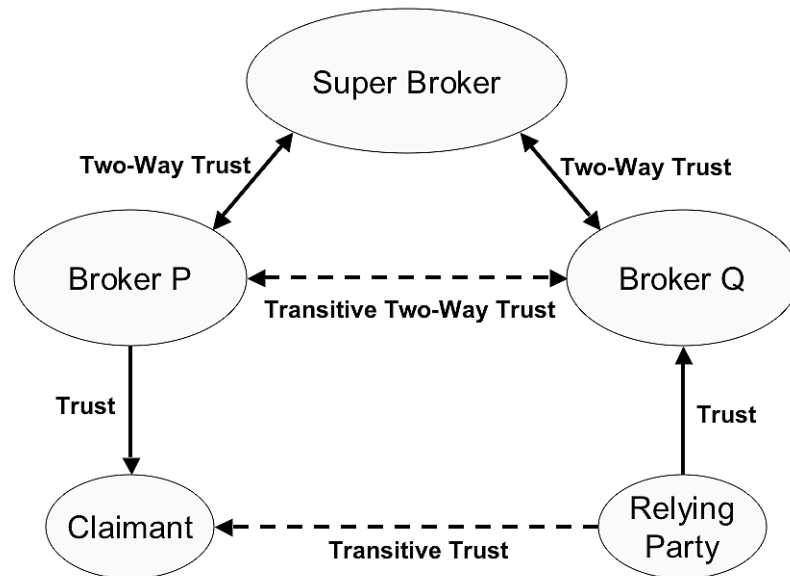 Super Broker
Two-Way Trust
Two-Way Trust
Broker P
Broker Q
Transitive Two-Way Trust
Trust
Trust
Claimant
Relying
Party
Transitive Trust